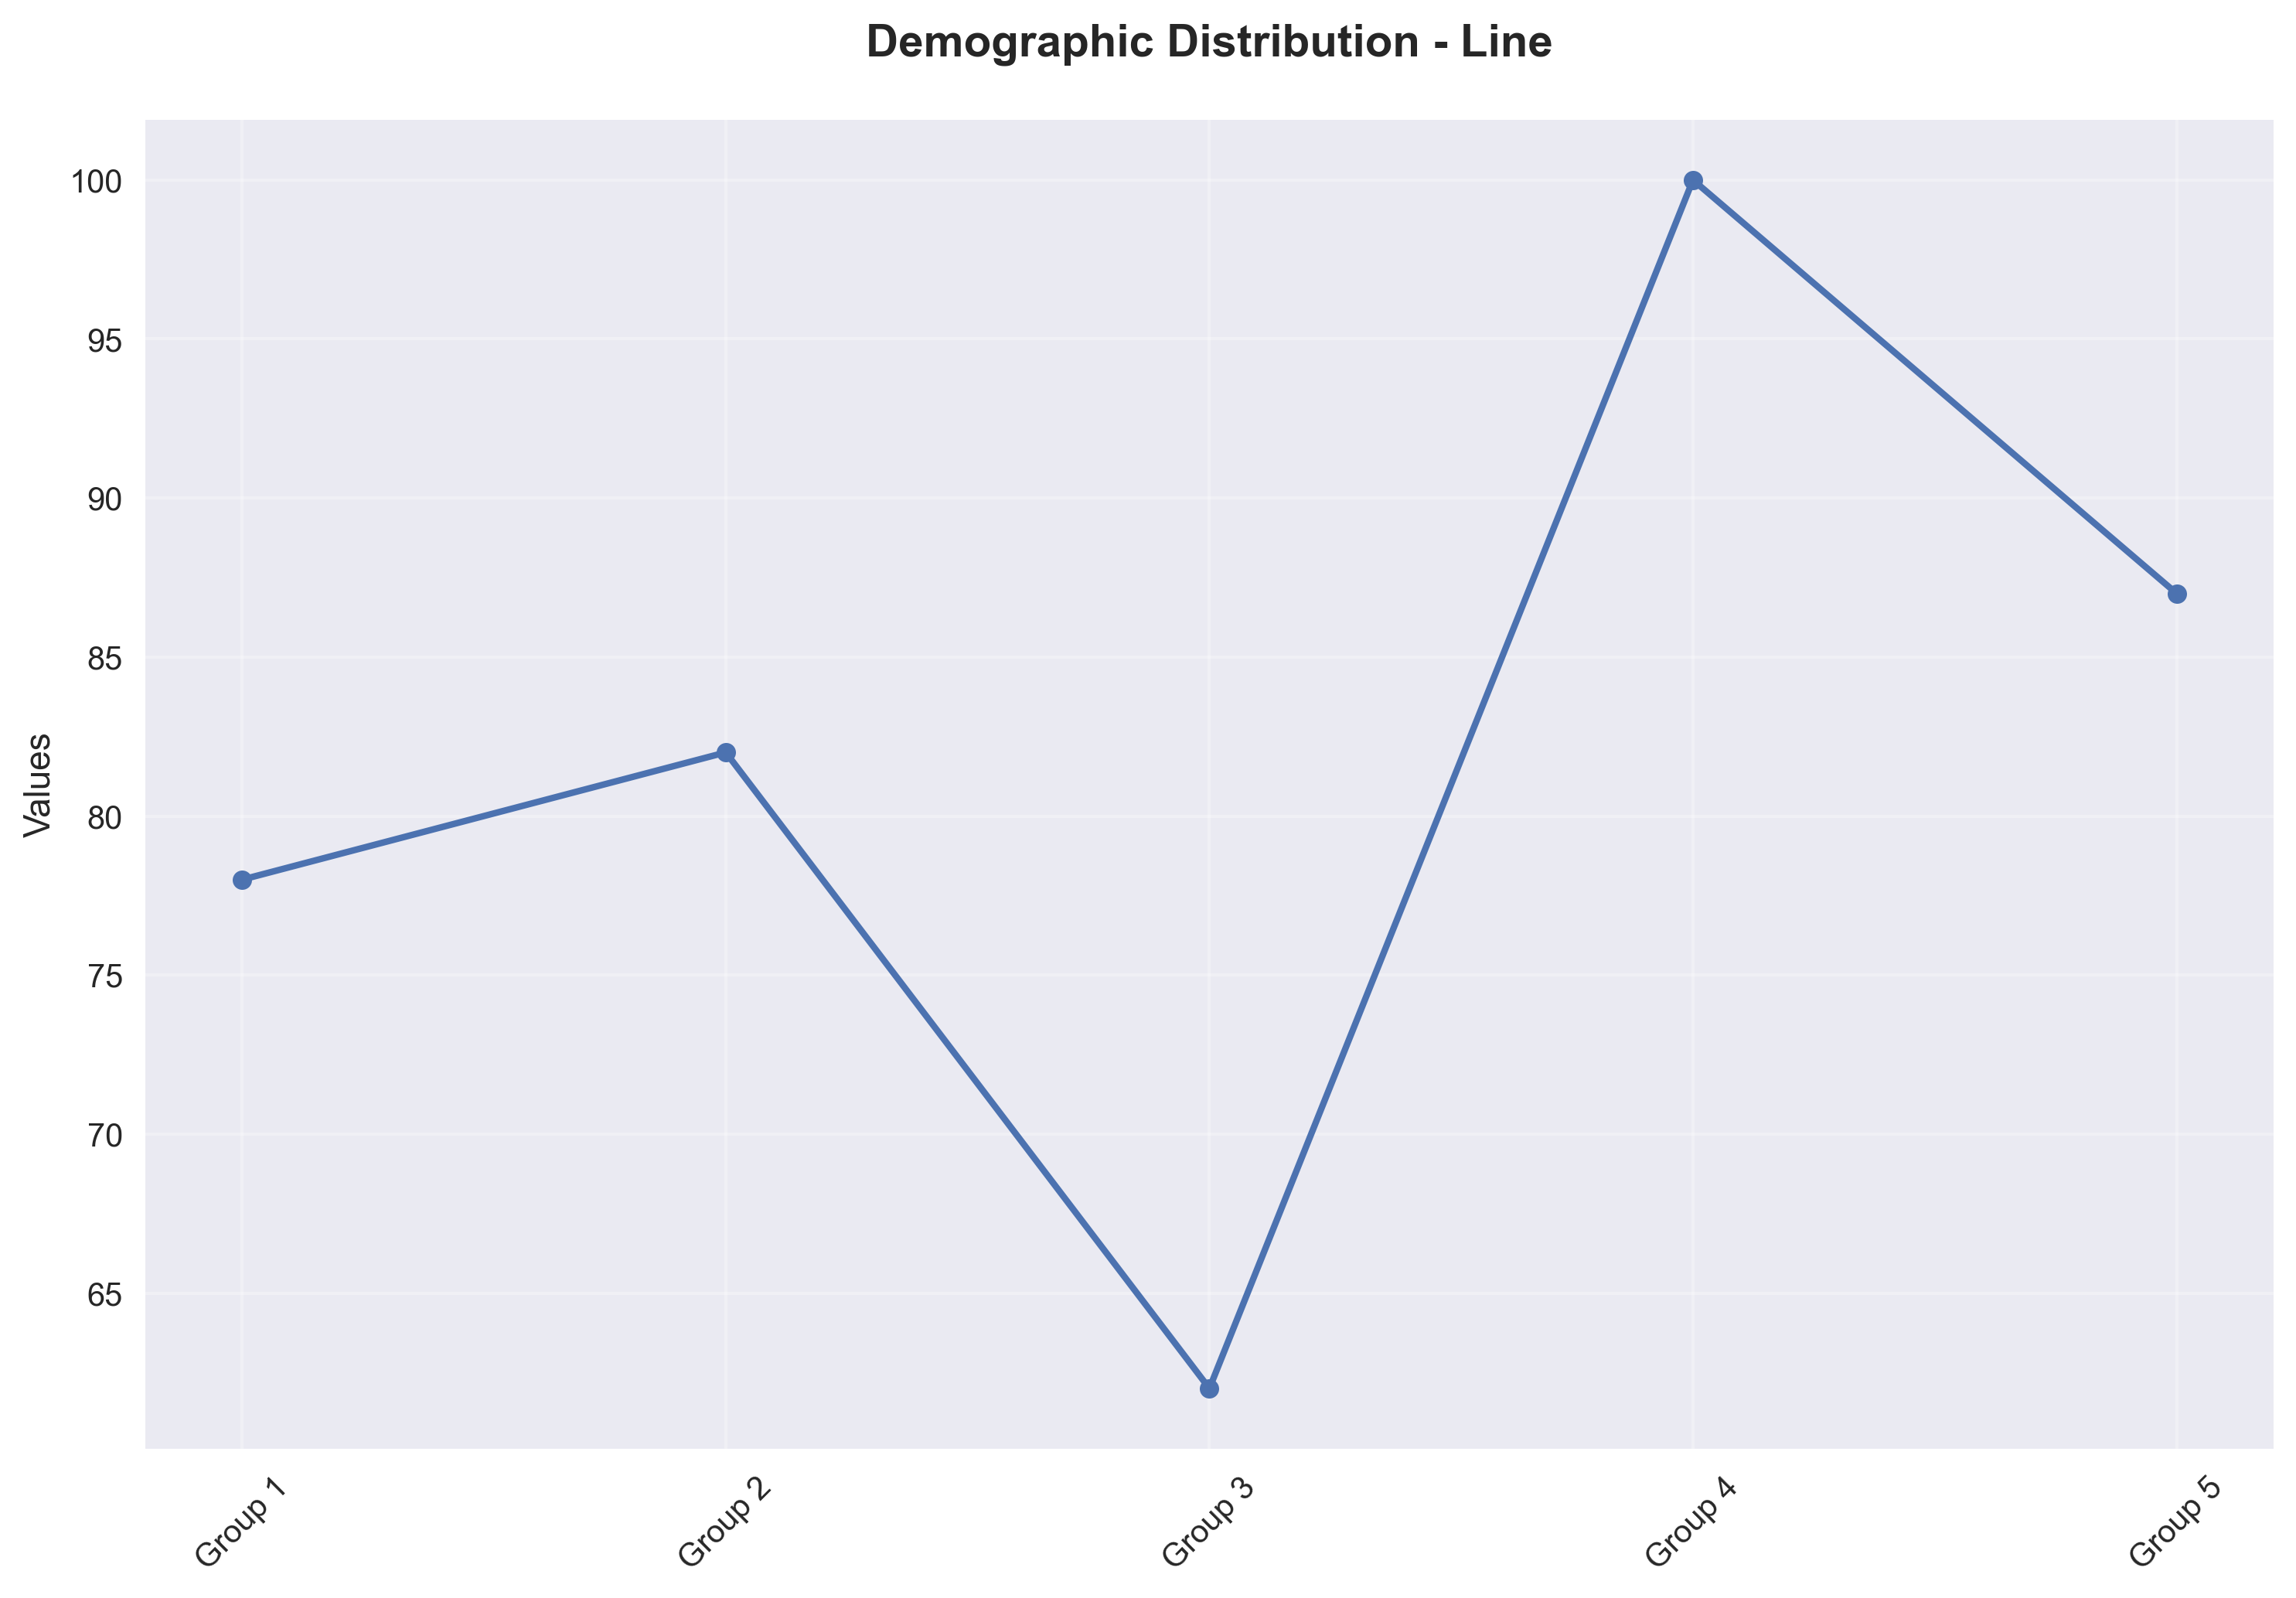 Demographic Distribution - Line
Values
100
95
90
85
80
75
70
65
Group 1
Group 2
Group 3
Group 4
Group 5